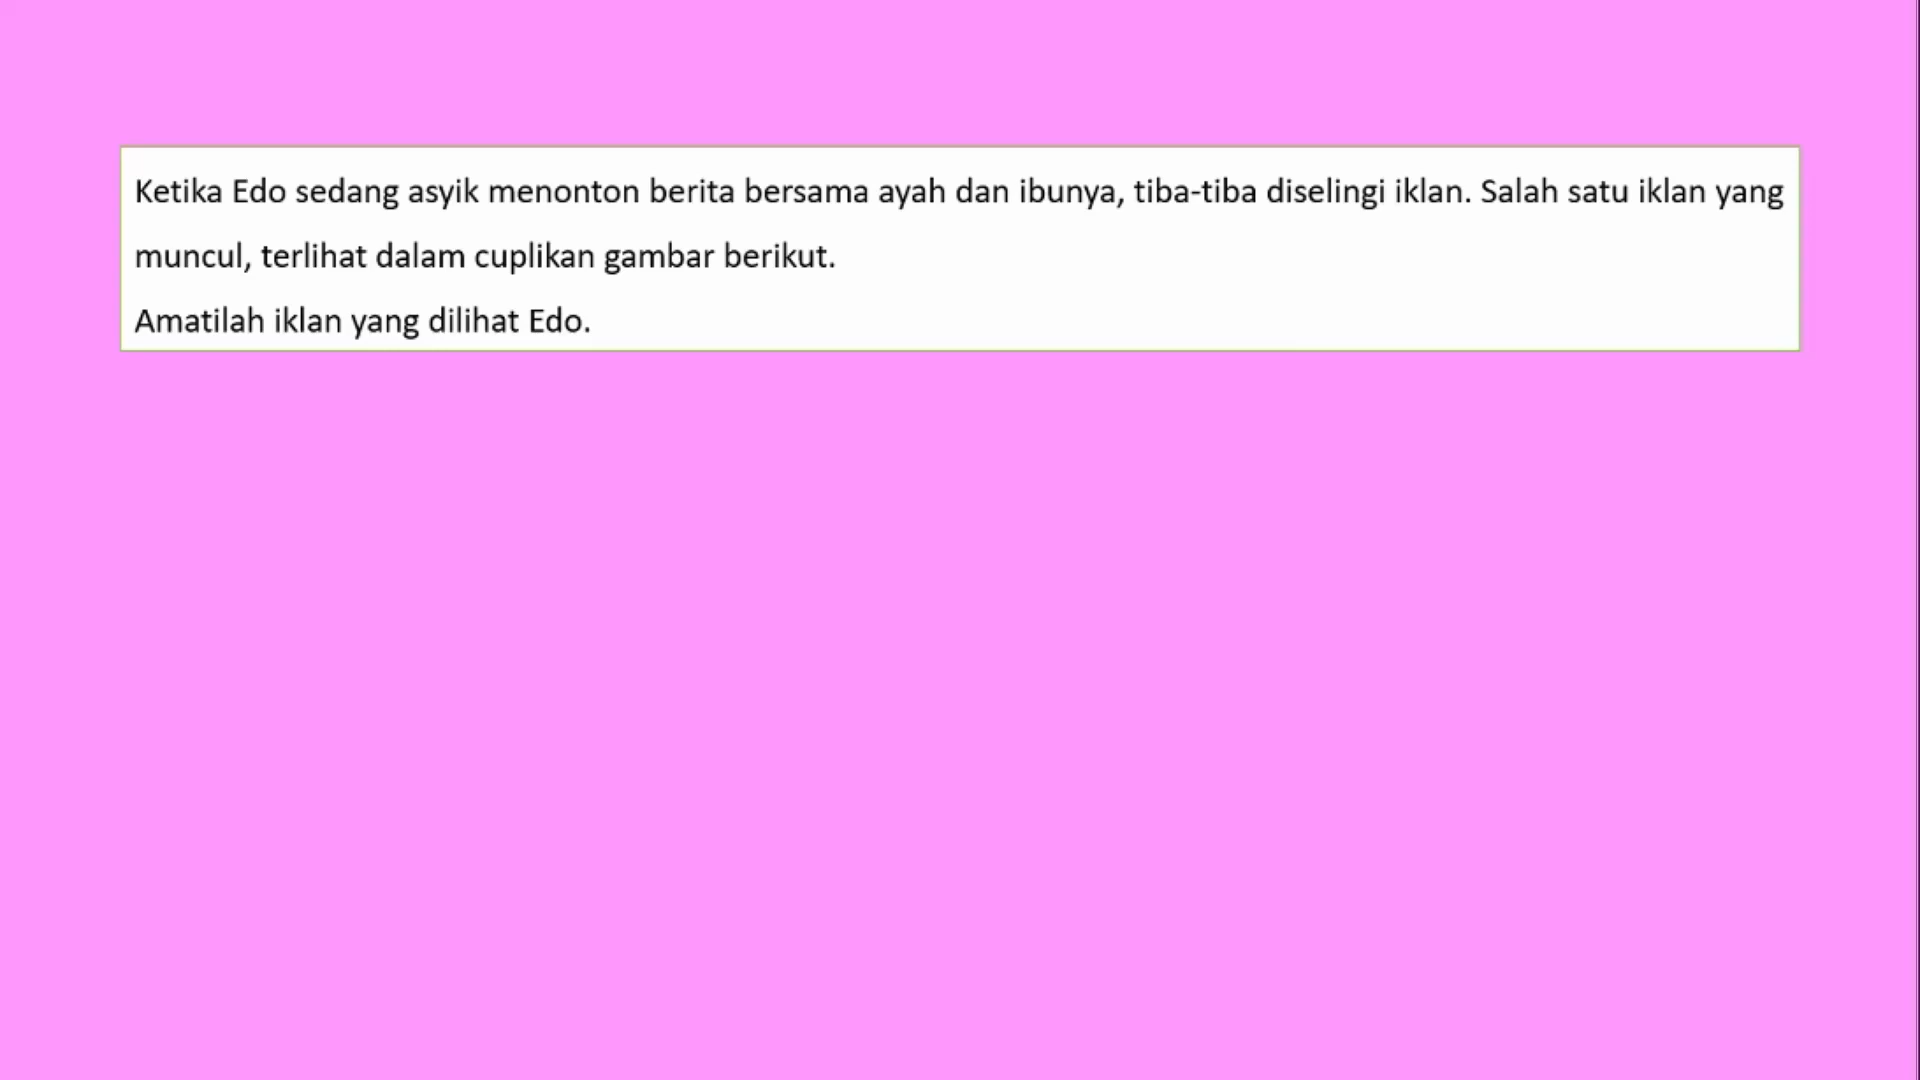 Ketika Edo sedang asyik menonton berita bersama ayah dan ibunya, tiba-tiba diselingi iklan. Salah satu iklan yang
muncul, terlihat dalam cuplikan gambar berikut.
Amatilah iklan yang dilihat Edo.